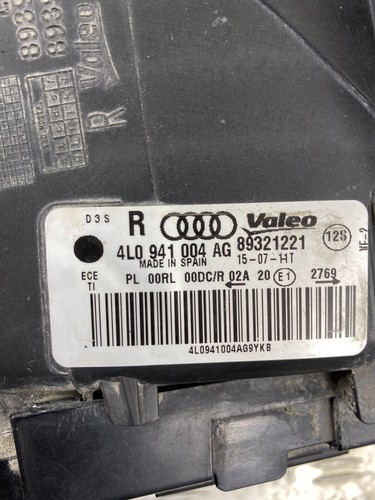 Valeo
R
D3S R Valeo
4L0 941 004 AG 89321221 12S
MADE IN SPAIN 15-07-11T
ECE PL 00RL 00DC/R 02A 20 E1 2769
TI
4L0941004AG9YKB